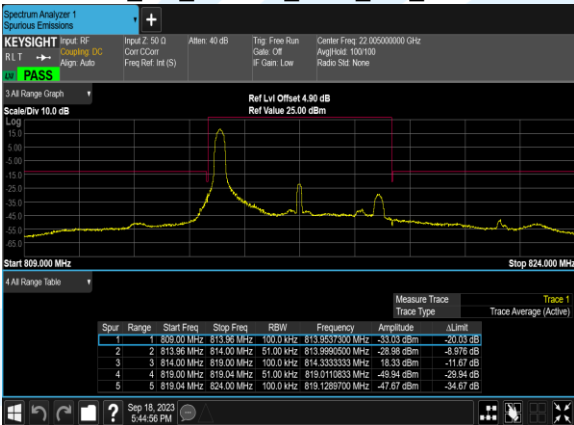 Spectrum Analyzer 1
Spurious Emissions
KEYSIGHT Input: RF Input Z: 50 Ω Atten: 40 dB Trig: Free Run Center Freq: 22.005000000 GHz
R L T Coupling: DC Corr CCorr Gate: Off Avg|Hold: 100/100
Align: Auto Freq Ref: Int (S) IF Gain: Low Radio Std: None
PASS
3 All Range Graph
Ref Lvl Offset 4.90 dB
Scale/Div 10.0 dB Ref Value 25.00 dBm
Log
15.0
5.00
-5.00
-15.0
-25.0
-35.0
-45.0
-55.0
-65.0
Start 809.000 MHz Stop 824.000 MHz
4 All Range Table
Measure Trace Trace 1
Trace Type Trace Average (Active)
Spur Range Start Freq Stop Freq RBW Frequency Amplitude ΔLimit
1 1 809.00 MHz 813.96 MHz 100.0 kHz 813.9537300 MHz -33.03 dBm -20.03 dB
2 2 813.96 MHz 814.00 MHz 51.00 kHz 813.9990500 MHz -28.98 dBm -8.976 dB
3 3 814.00 MHz 819.00 MHz 100.0 kHz 814.3333333 MHz 18.33 dBm -11.67 dB
4 4 819.00 MHz 819.04 MHz 51.00 kHz 819.0110833 MHz -49.94 dBm -29.94 dB
5 5 819.04 MHz 824.00 MHz 100.0 kHz 819.1289700 MHz -47.67 dBm -34.67 dB
Sep 18, 2023
5:44:56 PM